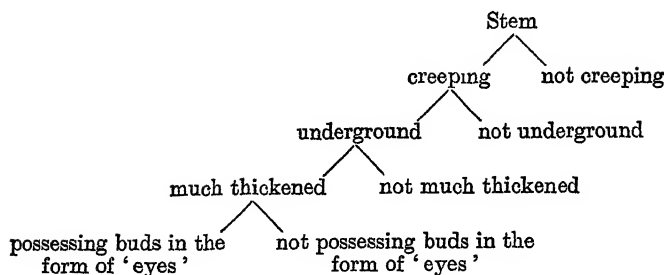 Stem
creeping not creeping
underground not underground
much thickened not much thickened
possessing buds in the not possessing buds in the
form of ‘eyes’ form of ‘eyes’